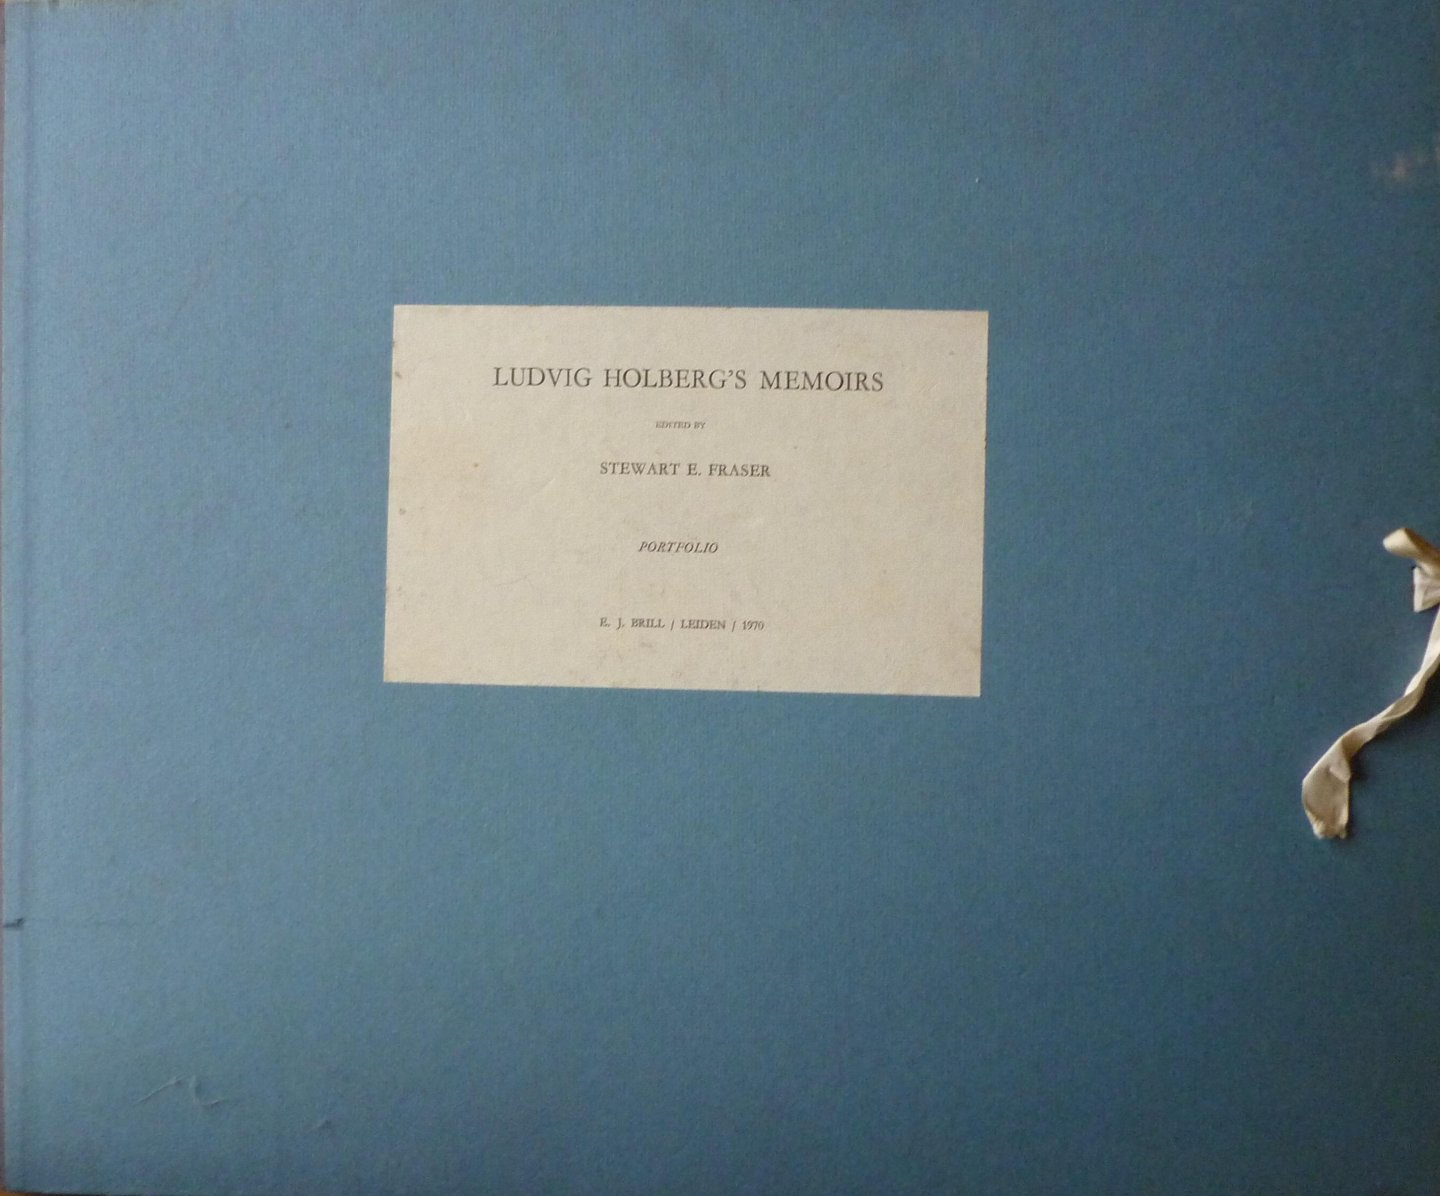 LUDVIG HOLBERG'S MEMOIRS
EDITED BY
STEWART E. FRASER
PORTFOLIO
E. J. BRILL / LEIDEN / 1970